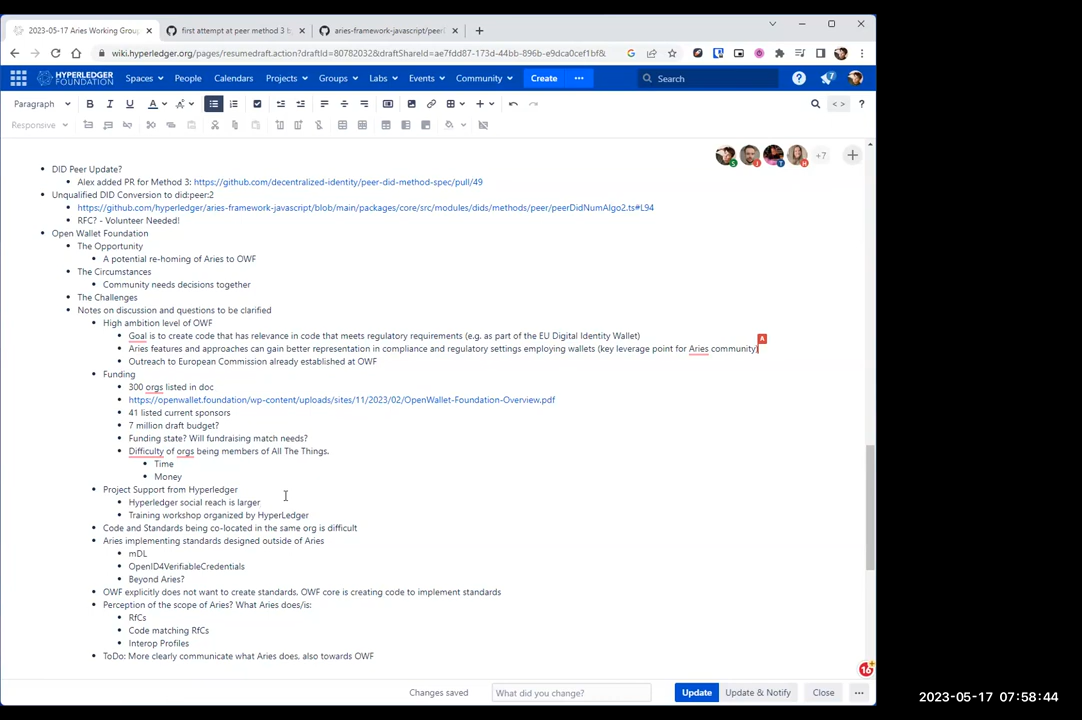 2023-05-17 Aries Working Grou
first attempt at peer method 3 b
aries-framework-javascript/peerl
wiki.hyperledger.org/pages/resumedraft.action?draftId=80782032&draftShareId=ae7fdd87-173d-44bb-896b-e9dca0cef1bf&
HYPERLEDGER FOUNDATION
Spaces People Calendars Projects Groups Labs Events Community Create Search
Paragraph
Responsive
+7
DID Peer Update?
Alex added PR for Method 3: https://github.com/decentralized-identity/peer-did-method-spec/pull/49
Unqualified DID Conversion to did:peer:2
https://github.com/hyperledger/aries-framework-javascript/blob/main/packages/core/src/modules/dids/methods/peer/peerDidNumAlgo2.ts#L94
RFC? - Volunteer Needed!
Open Wallet Foundation
The Opportunity
A potential re-homing of Aries to OWF
The Circumstances
Community needs decisions together
The Challenges
Notes on discussion and questions to be clarified
High ambition level of OWF
Goal is to create code that has relevance in code that meets regulatory requirements (e.g. as part of the EU Digital Identity Wallet)
Aries features and approaches can gain better representation in compliance and regulatory settings employing wallets (key leverage point for Aries community)
Outreach to European Commission already established at OWF
Funding
300 orgs listed in doc
https://openwallet.foundation/wp-content/uploads/sites/11/2023/02/OpenWallet-Foundation-Overview.pdf
41 listed current sponsors
7 million draft budget?
Funding state? Will fundraising match needs?
Difficulty of orgs being members of All The Things.
Time
Money
Project Support from Hyperledger
Hyperledger social reach is larger
Training workshop organized by HyperLedger
Code and Standards being co-located in the same org is difficult
Aries implementing standards designed outside of Aries
mDL
OpenID4VerifiableCredentials
Beyond Aries?
OWF explicitly does not want to create standards. OWF core is creating code to implement standards
Perception of the scope of Aries? What Aries does/is:
RfCs
Code matching RfCs
Interop Profiles
ToDo: More clearly communicate what Aries does, also towards OWF
Changes saved What did you change? Update Update & Notify Close
2023-05-17 07:58:44